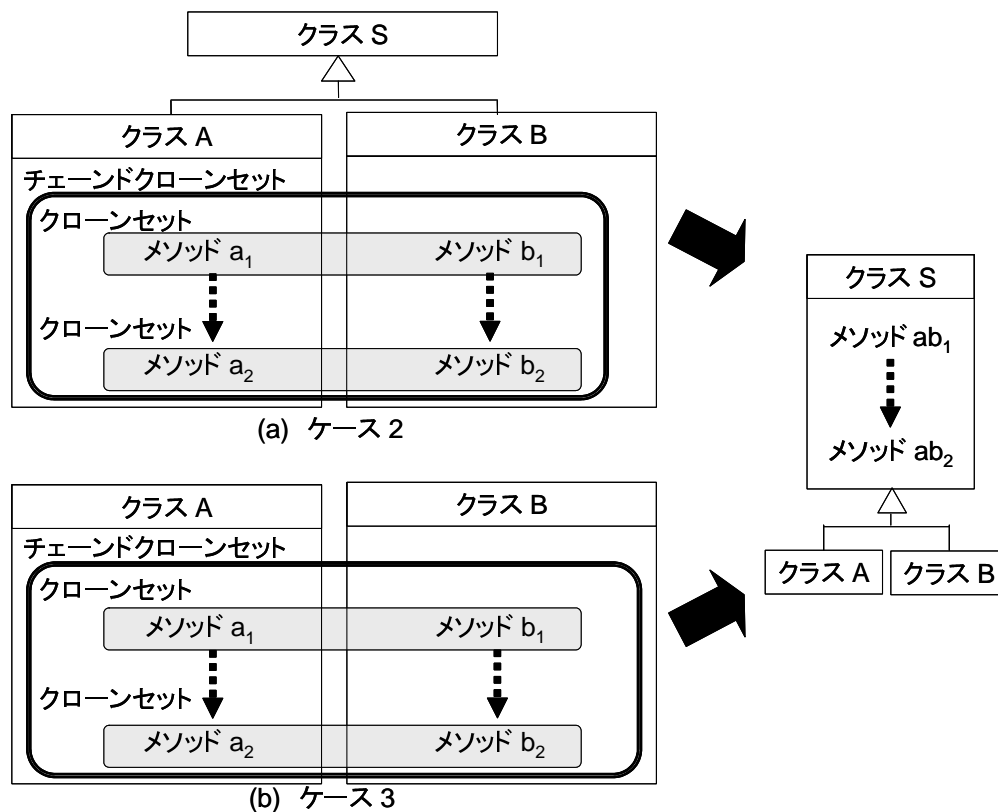 クラス S
クラス A
クラス B
チェーンドクローンセット
クローンセット
メソッド a₁
メソッド b₁
クローンセット
メソッド a₂
メソッド b₂
(a) ケース 2
クラス A
クラス B
チェーンドクローンセット
クローンセット
メソッド a₁
メソッド b₁
クローンセット
メソッド a₂
メソッド b₂
(b) ケース 3
クラス S
メソッド ab₁
メソッド ab₂
クラス A
クラス B